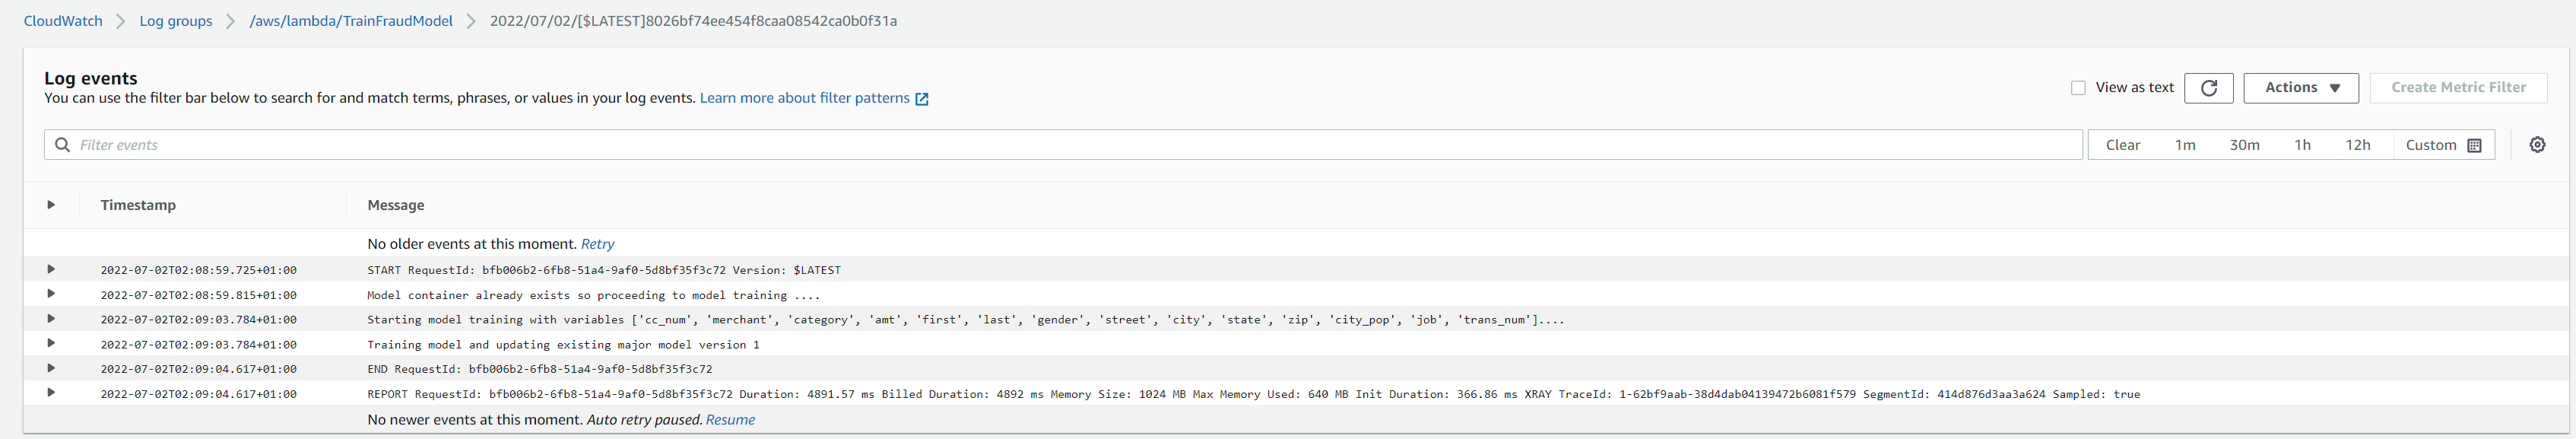 CloudWatch > Log groups > /aws/lambda/TrainFraudModel > 2022/07/02/[$LATEST]8026bf74ee454f8caa08542ca0b0f31a
Log events
You can use the filter bar below to search for and match terms, phrases, or values in your log events. Learn more about filter patterns
View as text Actions Create Metric Filter
Filter events Clear 1m 30m 1h 12h Custom
Timestamp Message
No older events at this moment. Retry
2022-07-02T02:08:59.725+01:00 START RequestId: bfb006b2-6fb8-51a4-9af0-5d8bf35f3c72 Version: $LATEST
2022-07-02T02:08:59.815+01:00 Model container already exists so proceeding to model training ....
2022-07-02T02:09:03.784+01:00 Starting model training with variables ['cc_num', 'merchant', 'category', 'amt', 'first', 'last', 'gender', 'street', 'city', 'state', 'zip', 'city_pop', 'job', 'trans_num']....
2022-07-02T02:09:03.784+01:00 Training model and updating existing major model version 1
2022-07-02T02:09:04.617+01:00 END RequestId: bfb006b2-6fb8-51a4-9af0-5d8bf35f3c72
2022-07-02T02:09:04.617+01:00 REPORT RequestId: bfb006b2-6fb8-51a4-9af0-5d8bf35f3c72 Duration: 4891.57 ms Billed Duration: 4892 ms Memory Size: 1024 MB Max Memory Used: 640 MB Init Duration: 366.86 ms XRAY TraceId: 1-62bf9aab-38d4dab04139472b6081f579 SegmentId: 414d876d3aa3a624 Sampled: true
No newer events at this moment. Auto retry paused. Resume